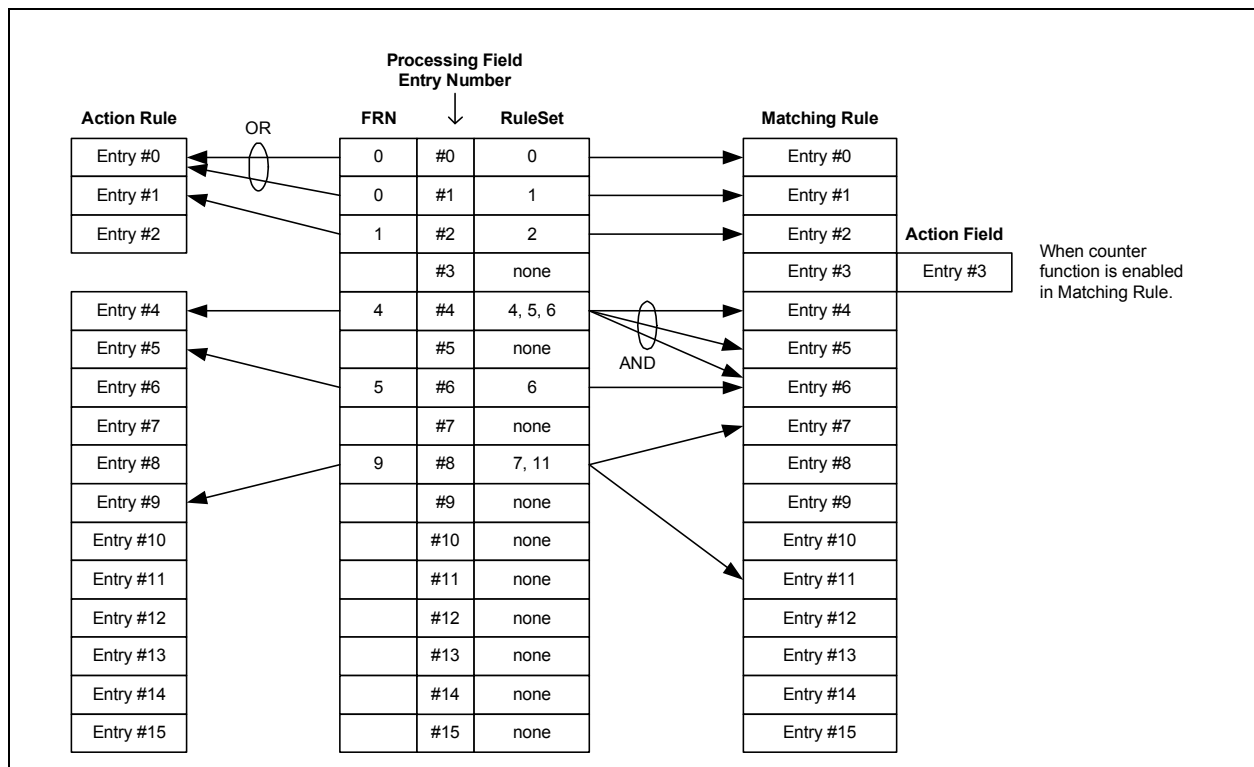 Processing Field
Entry Number
Action Rule
OR
FRN
RuleSet
Matching Rule
Entry #0
0
#0
0
Entry #0
Entry #1
0
#1
1
Entry #1
Entry #2
1
#2
2
Entry #2
Action Field
#3
none
Entry #3
Entry #3
When counter
function is enabled
in Matching Rule.
Entry #4
4
#4
4, 5, 6
Entry #4
Entry #5
#5
none
AND
Entry #5
Entry #6
5
#6
6
Entry #6
Entry #7
#7
none
Entry #7
Entry #8
9
#8
7, 11
Entry #8
Entry #9
#9
none
Entry #9
Entry #10
#10
none
Entry #10
Entry #11
#11
none
Entry #11
Entry #12
#12
none
Entry #12
Entry #13
#13
none
Entry #13
Entry #14
#14
none
Entry #14
Entry #15
#15
none
Entry #15